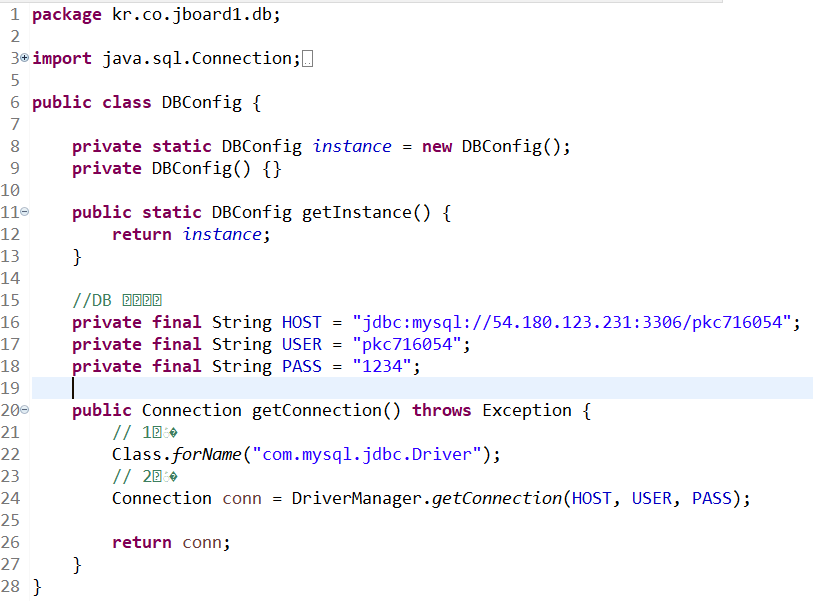 1 package kr.co.jboard1.db;
2
3 import java.sql.Connection;
5
6 public class DBConfig {
7
8 private static DBConfig instance = new DBConfig();
9 private DBConfig() {}
10
11 public static DBConfig getInstance() {
12 return instance;
13 }
14
15 //DB
16 private final String HOST = "jdbc:mysql://54.180.123.231:3306/pkc716054";
17 private final String USER = "pkc716054";
18 private final String PASS = "1234";
19
20 public Connection getConnection() throws Exception {
21 // 1
22 Class.forName("com.mysql.jdbc.Driver");
23 // 2
24 Connection conn = DriverManager.getConnection(HOST, USER, PASS);
25
26 return conn;
27 }
28 }